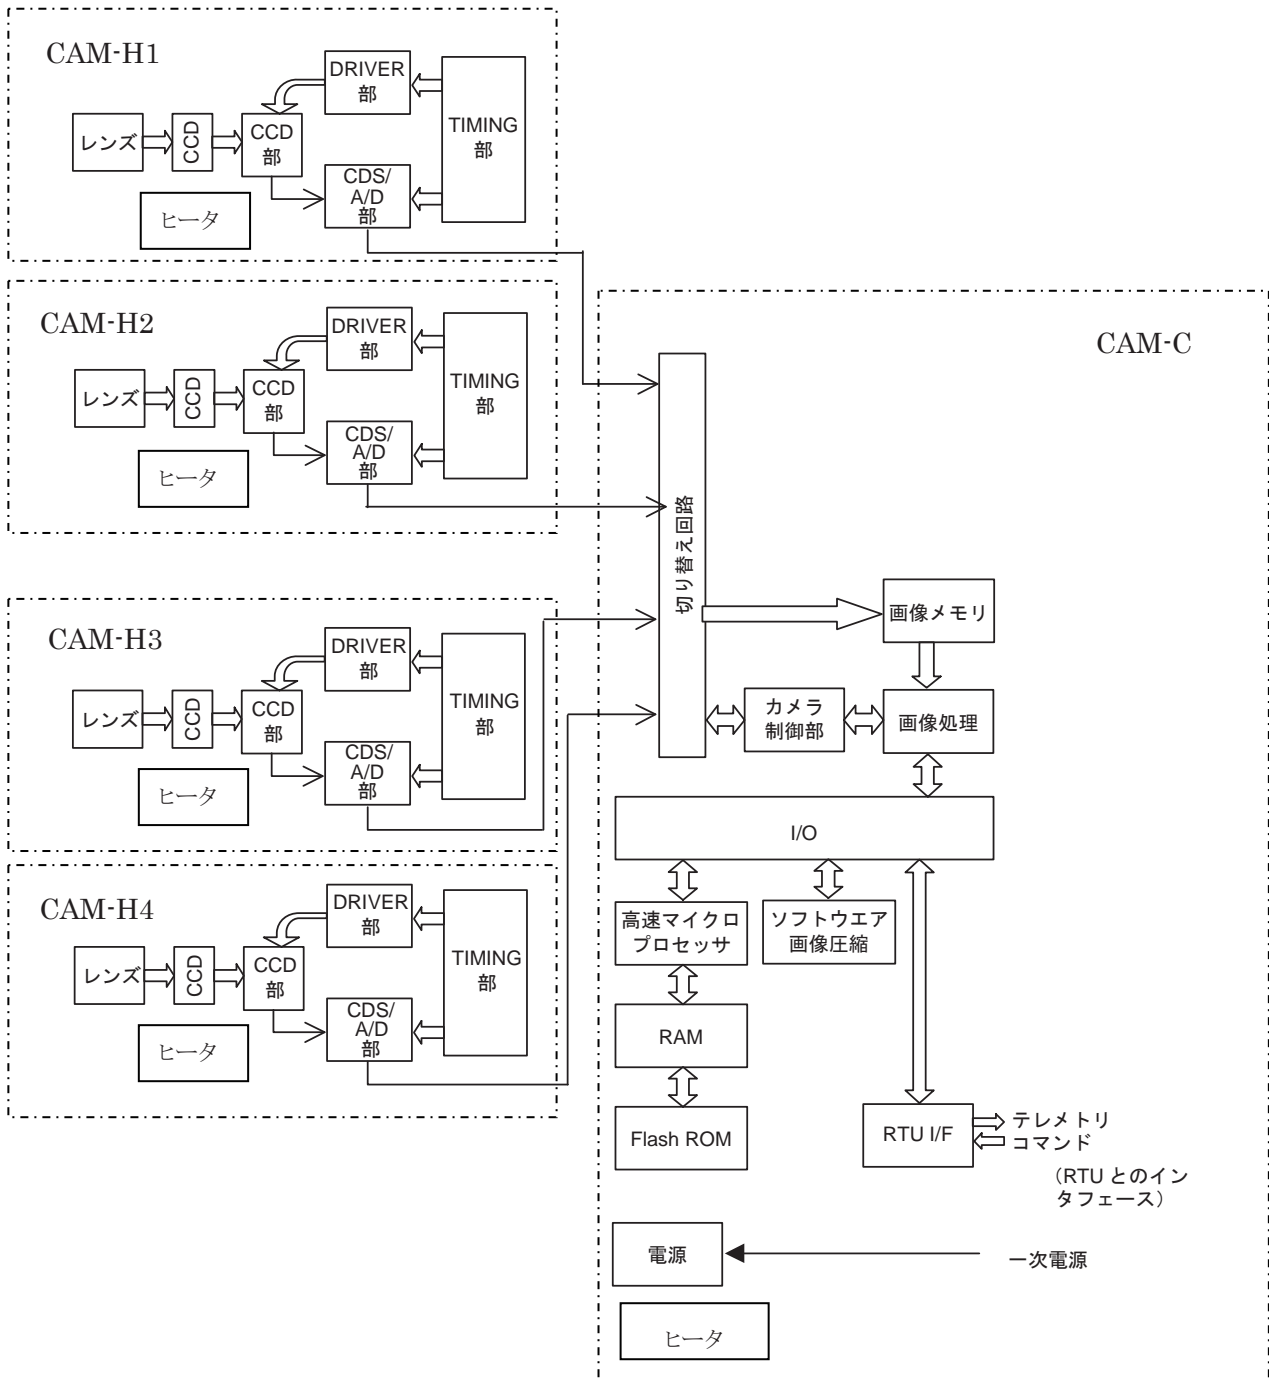 CAM-H1
DRIVER
部
TIMING
部
レンズ
CCD
CCD
部
CDS/
A/D
部
ヒータ
CAM-H2
DRIVER
部
TIMING
部
レンズ
CCD
CCD
部
CDS/
A/D
部
ヒータ
CAM-H3
DRIVER
部
TIMING
部
レンズ
CCD
CCD
部
CDS/
A/D
部
ヒータ
CAM-H4
DRIVER
部
TIMING
部
レンズ
CCD
CCD
部
CDS/
A/D
部
ヒータ
CAM-C
切り替え回路
画像メモリ
カメラ
制御部
画像処理
I/O
高速マイクロ
プロセッサ
ソフトウエア
画像圧縮
RAM
Flash ROM
RTU I/F
テレメトリ
コマンド
（RTU とのイン
タフェース）
電源
一次電源
ヒータ